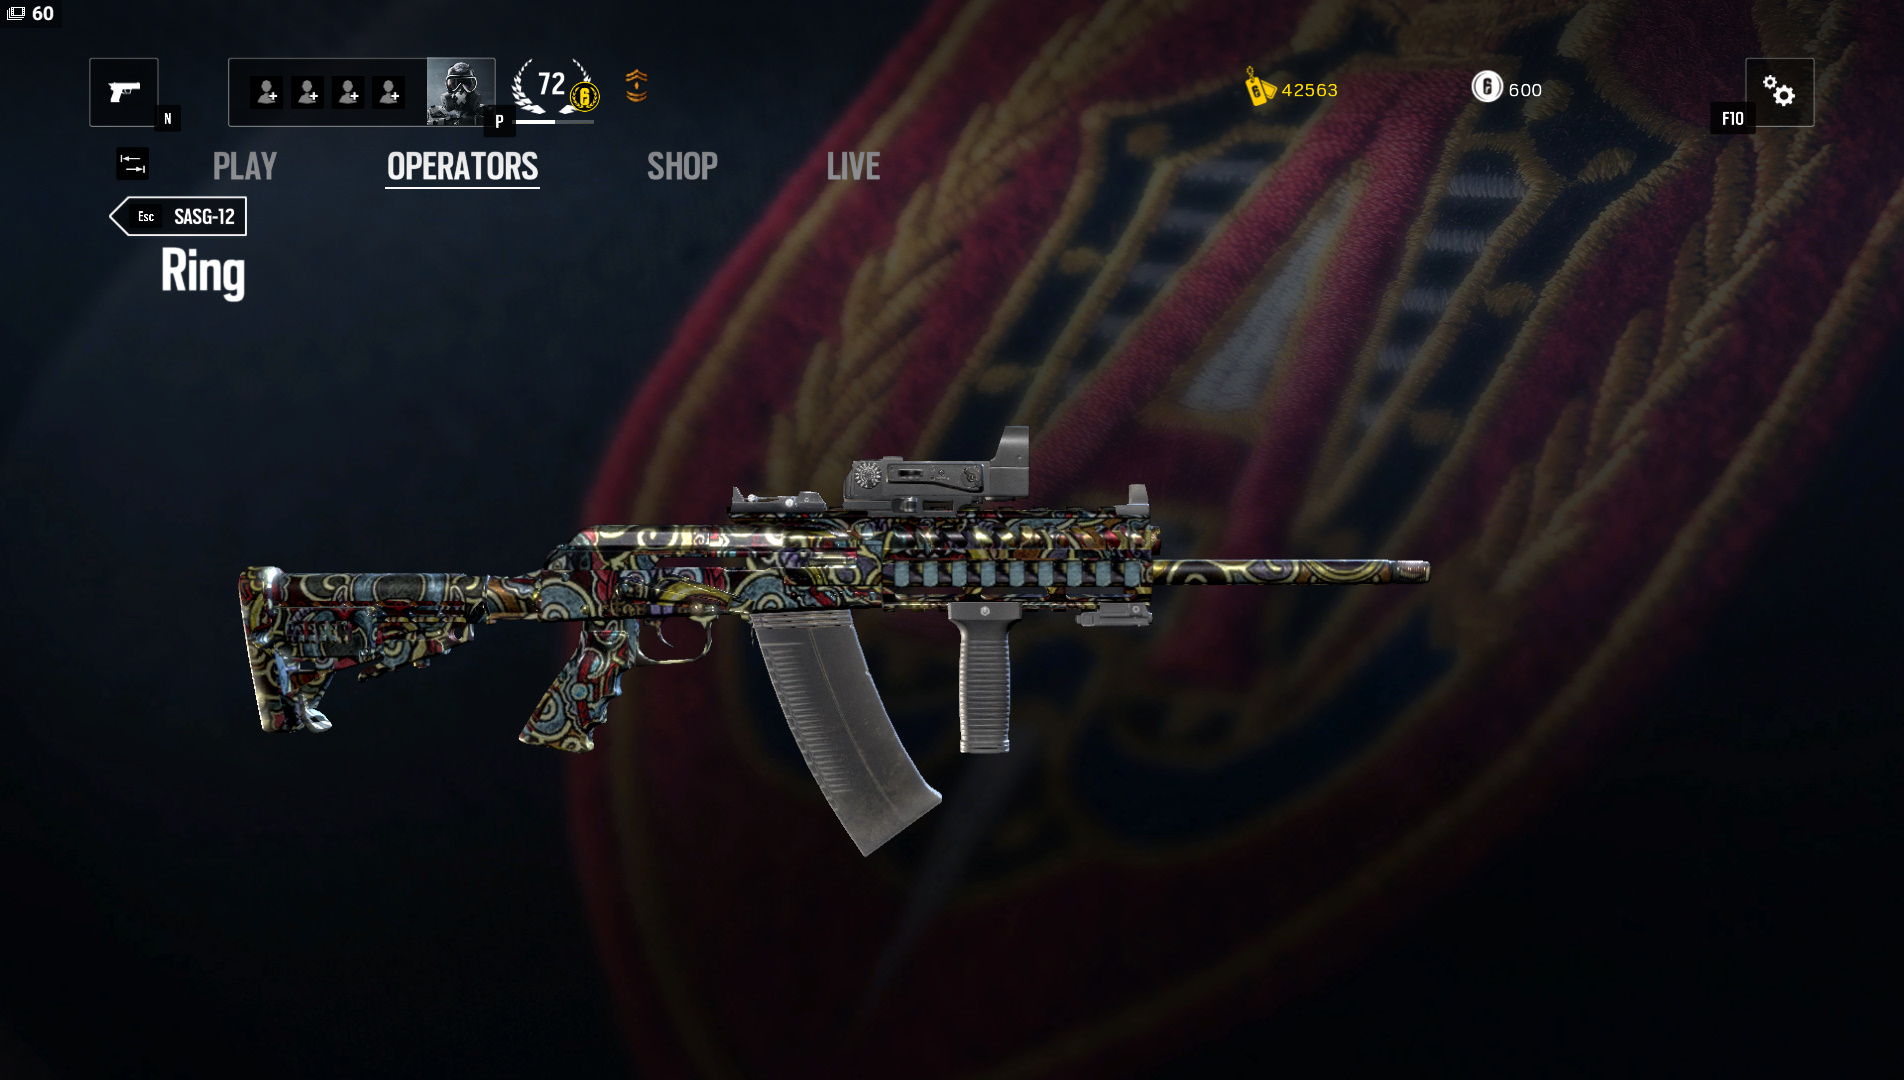 60
N
P
72
42563
600
F10
PLAY
OPERATORS
SHOP
LIVE
Esc SASG-12
Ring